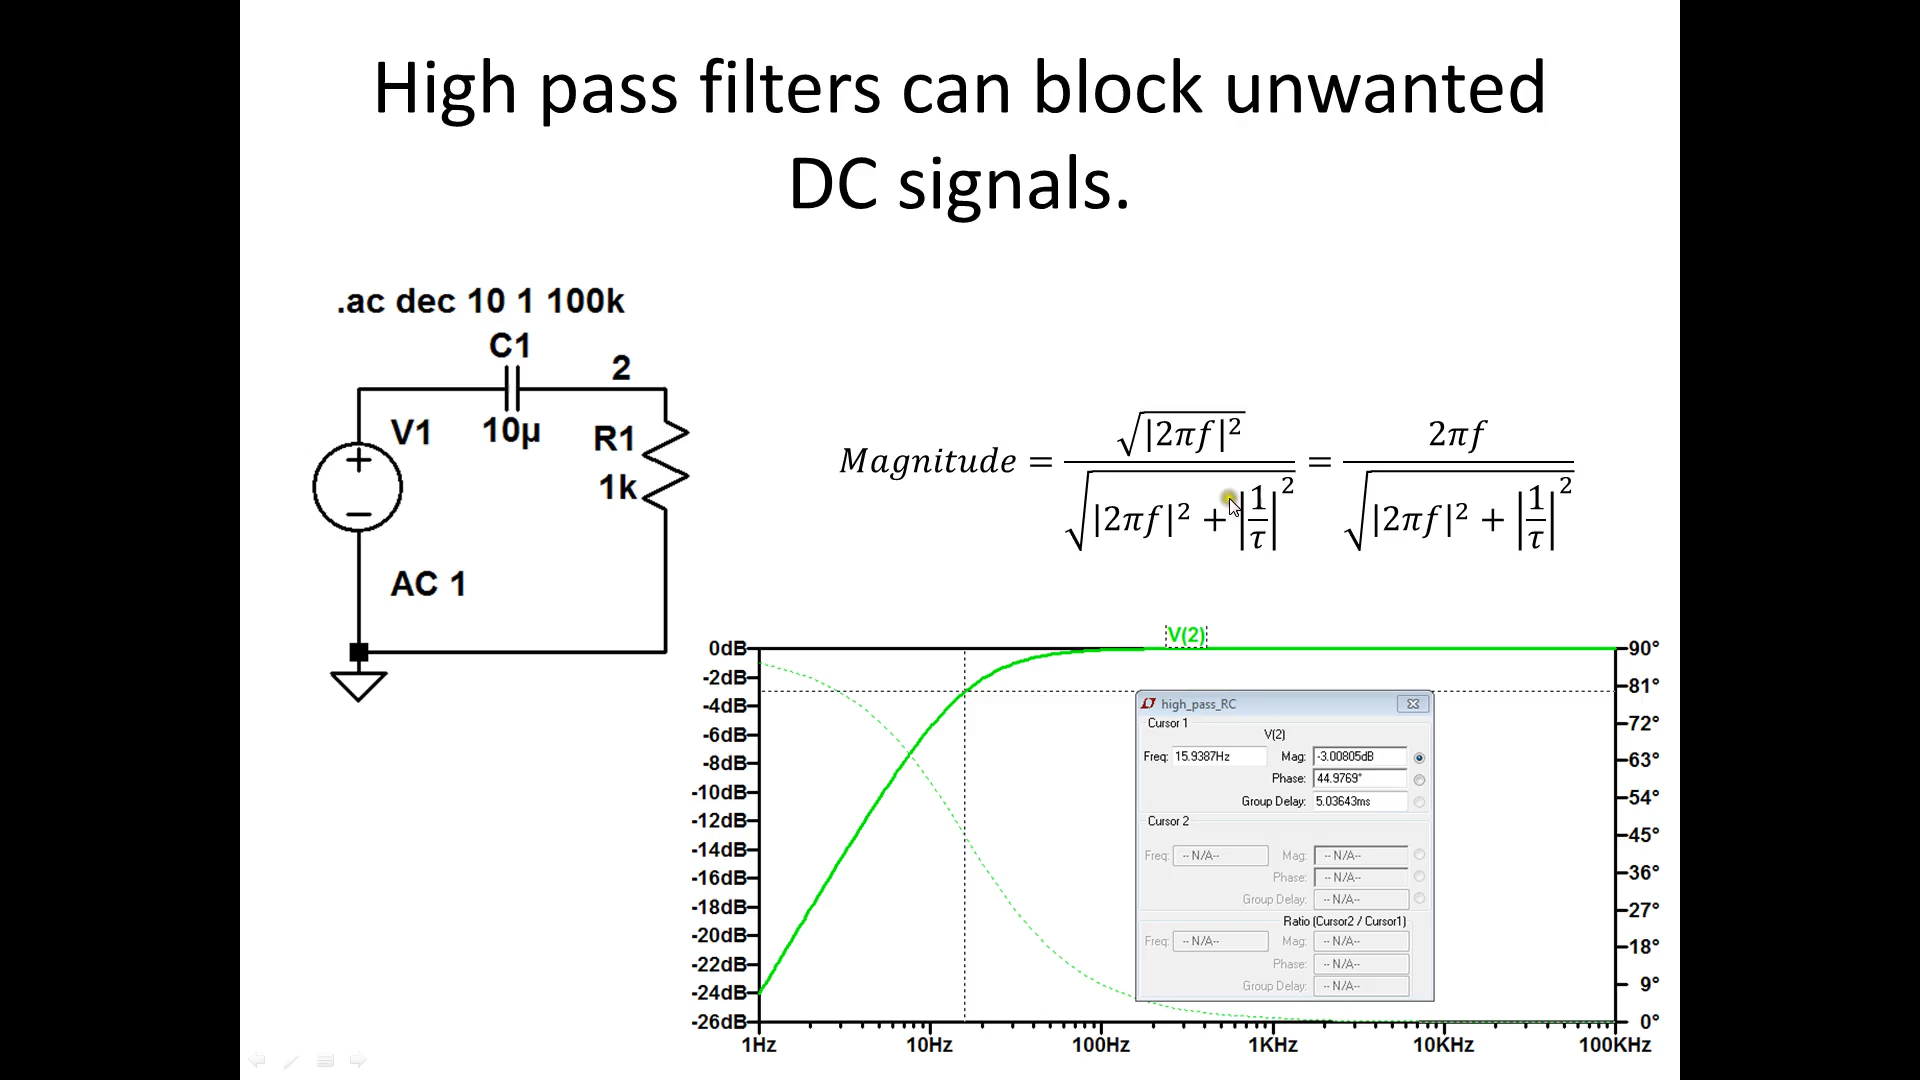 High pass filters can block unwanted
DC signals.
.ac dec 10 1 100k
C1
2
V1
10µ
R1
1k
AC 1
Magnitude = √|2πf|² / √(|2πf|² + |1/τ|²) = 2πf / √(|2πf|² + |1/τ|²)
V(2)
0dB
-2dB
-4dB
-6dB
-8dB
-10dB
-12dB
-14dB
-16dB
-18dB
-20dB
-22dB
-24dB
-26dB
90°
81°
72°
63°
54°
45°
36°
27°
18°
9°
0°
1Hz 10Hz 100Hz 1KHz 10KHz 100KHz
high_pass_RC
Cursor 1
V(2)
Freq: 15.9387Hz Mag: -3.00805dB
Phase: 44.9769°
Group Delay: 5.03643ms
Cursor 2
Freq: -- N/A-- Mag: -- N/A--
Phase: -- N/A--
Group Delay: -- N/A--
Ratio (Cursor2 / Cursor1)
Freq: -- N/A-- Mag: -- N/A--
Phase: -- N/A--
Group Delay: -- N/A--